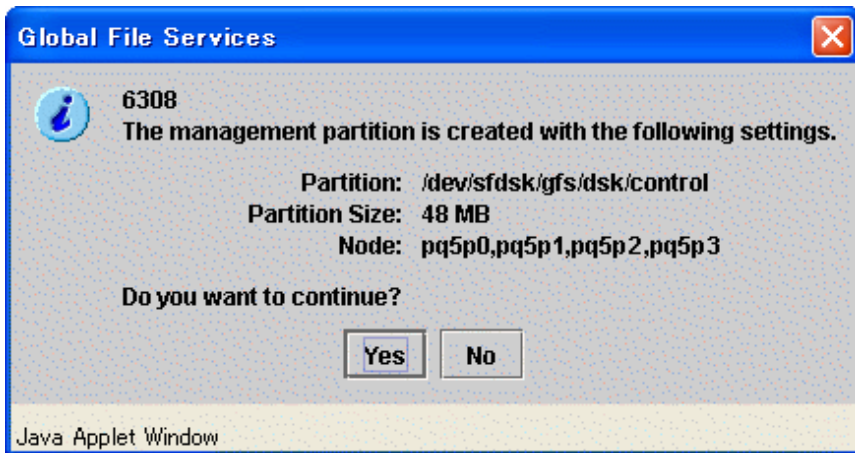 Global File Services
6308
The management partition is created with the following settings.
Partition: /dev/sfdsk/gfs/dsk/control
Partition Size: 48 MB
Node: pq5p0,pq5p1,pq5p2,pq5p3
Do you want to continue?
Yes No
Java Applet Window